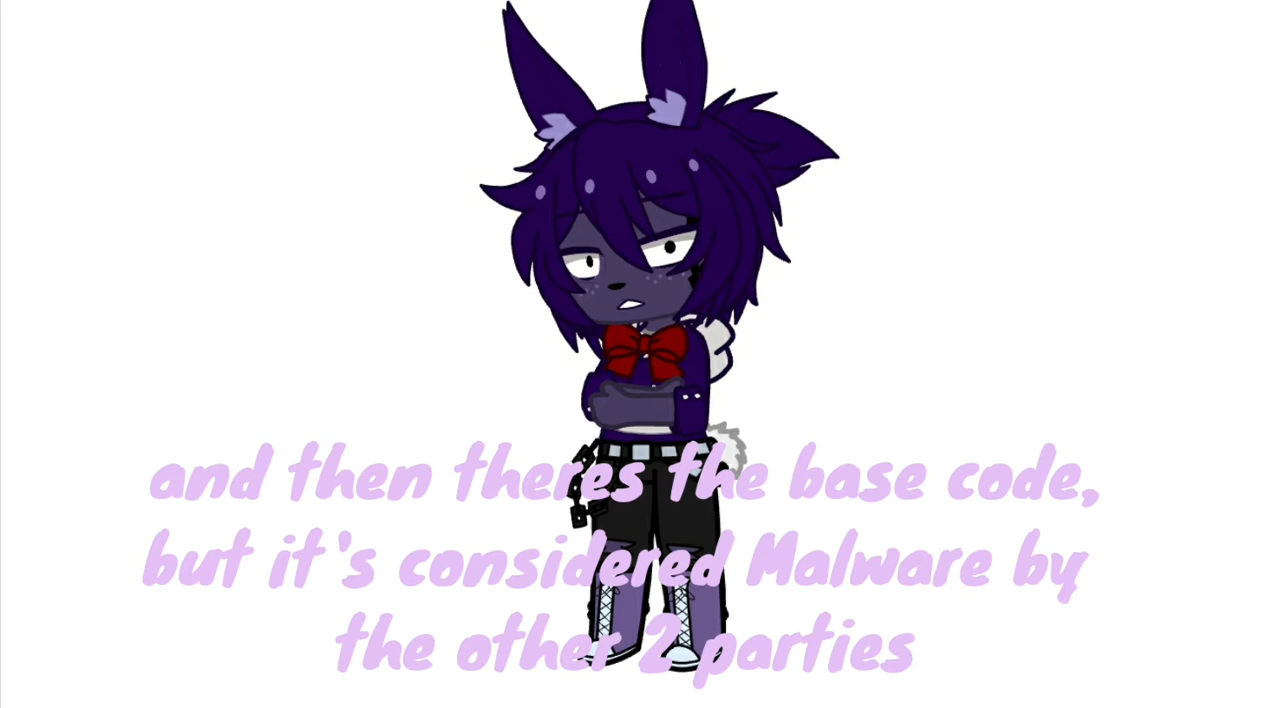 and then theres the base code,
but it's considered Malware by
the other 2 parties